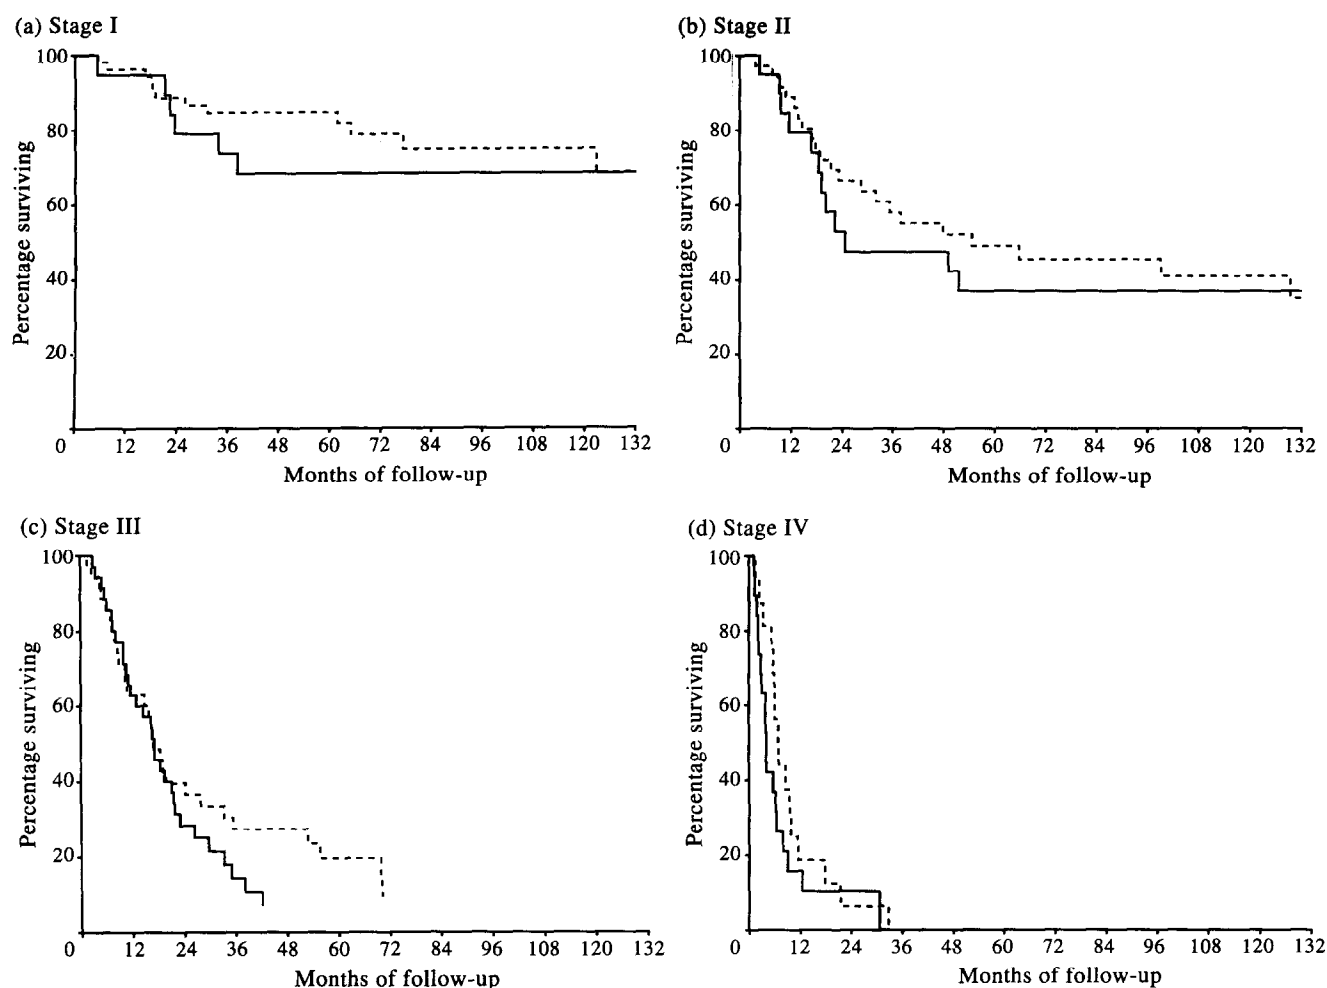 (a) Stage I
100
80
60
40
20
0 12 24 36 48 60 72 84 96 108 120 132
Percentage surviving
Months of follow-up
(b) Stage II
100
80
60
40
20
0 12 24 36 48 60 72 84 96 108 120 132
Percentage surviving
Months of follow-up
(c) Stage III
100
80
60
40
20
0 12 24 36 48 60 72 84 96 108 120 132
Percentage surviving
Months of follow-up
(d) Stage IV
100
80
60
40
20
0 12 24 36 48 60 72 84 96 108 120 132
Percentage surviving
Months of follow-up